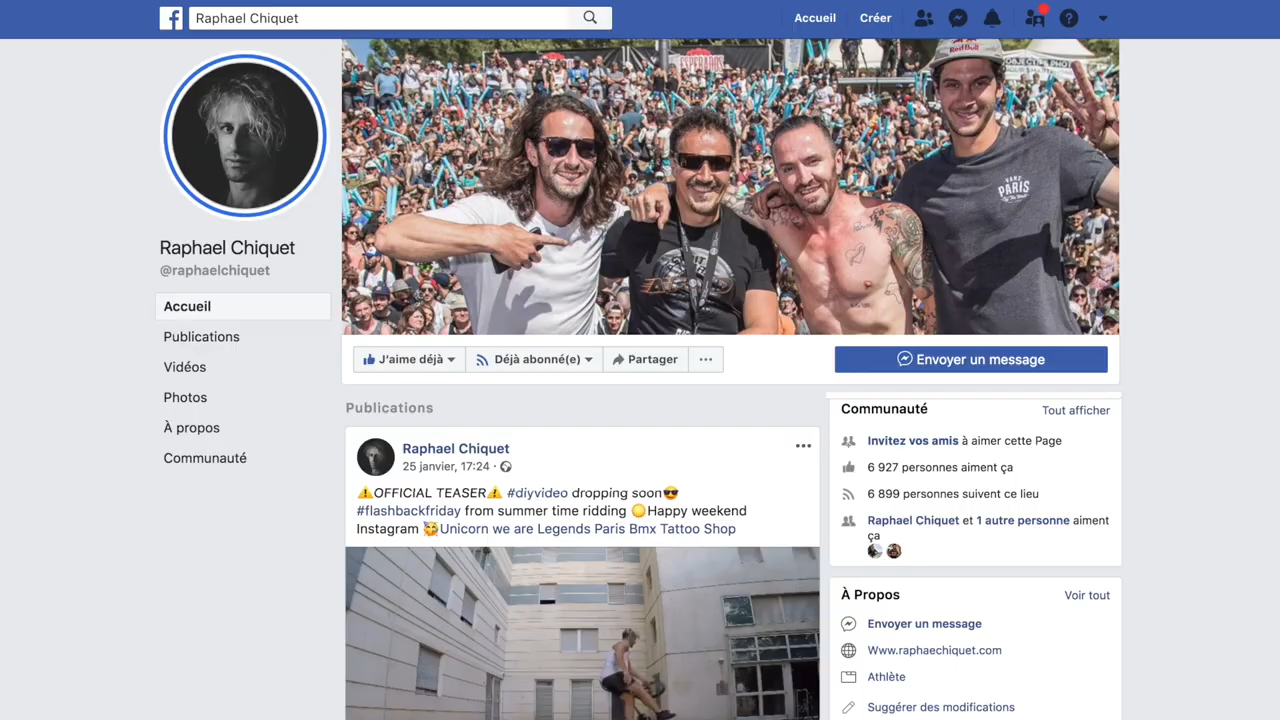 Raphael Chiquet
Accueil
Créer
Raphael Chiquet
@raphaelchiquet
Accueil
Publications
Vidéos
Photos
À propos
Communauté
Red Bull
VANS
PARIS
J'aime déjà
Déjà abonné(e)
Partager
Envoyer un message
Publications
Raphael Chiquet
25 janvier, 17:24 ·
⚠️OFFICIAL TEASER⚠️ #diyvideo dropping soon😎
#flashbackfriday from summer time ridding 🌕Happy weekend
Instagram 🥰Unicorn we are Legends Paris Bmx Tattoo Shop
Communauté
Tout afficher
Invitez vos amis à aimer cette Page
6 927 personnes aiment ça
6 899 personnes suivent ce lieu
Raphael Chiquet et 1 autre personne aiment
ça
À Propos
Voir tout
Envoyer un message
Www.raphaechiquet.com
Athlète
Suggérer des modifications